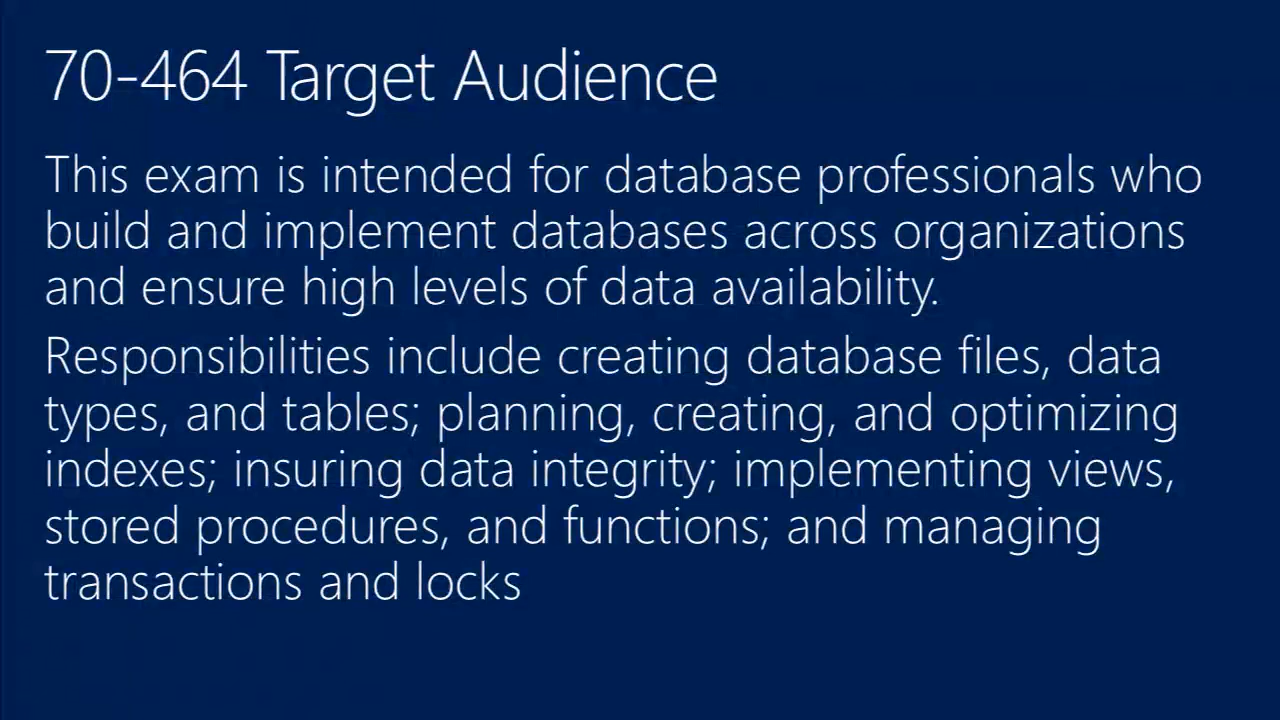 70-464 Target Audience
This exam is intended for database professionals who
build and implement databases across organizations
and ensure high levels of data availability.
Responsibilities include creating database files, data
types, and tables; planning, creating, and optimizing
indexes; insuring data integrity; implementing views,
stored procedures, and functions; and managing
transactions and locks